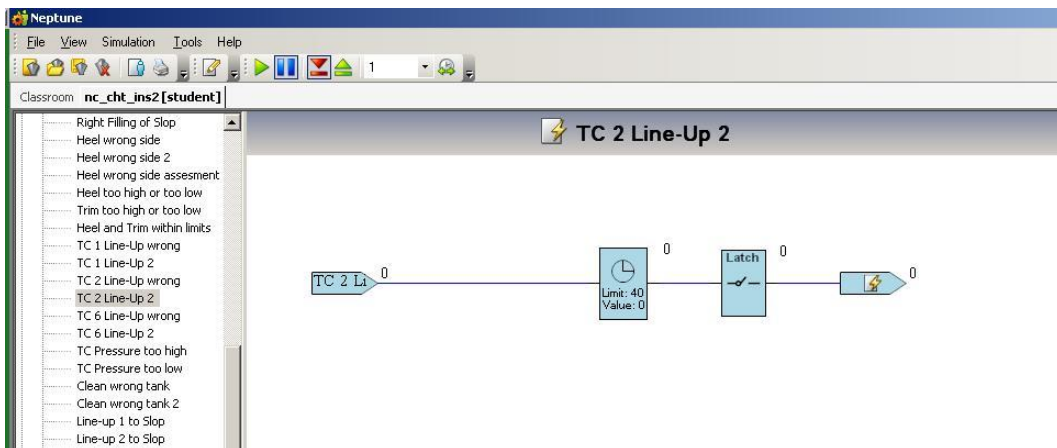 Neptune
File View Simulation Tools Help
1
Classroom nc_cht_ins2[student]
Right Filling of Slop
Heel wrong side
Heel wrong side 2
Heel wrong side assesment
Heel too high or too low
Trim too high or too low
Heel and Trim within limits
TC 1 Line-Up wrong
TC 1 Line-Up 2
TC 2 Line-Up wrong
TC 2 Line-Up 2
TC 6 Line-Up wrong
TC 6 Line-Up 2
TC Pressure too high
TC Pressure too low
Clean wrong tank
Clean wrong tank 2
Line-up 1 to Slop
Line-up 2 to Slop
TC 2 Line-Up 2
TC 2 Li
0
Limit: 40
Value: 0
0
Latch
0
0